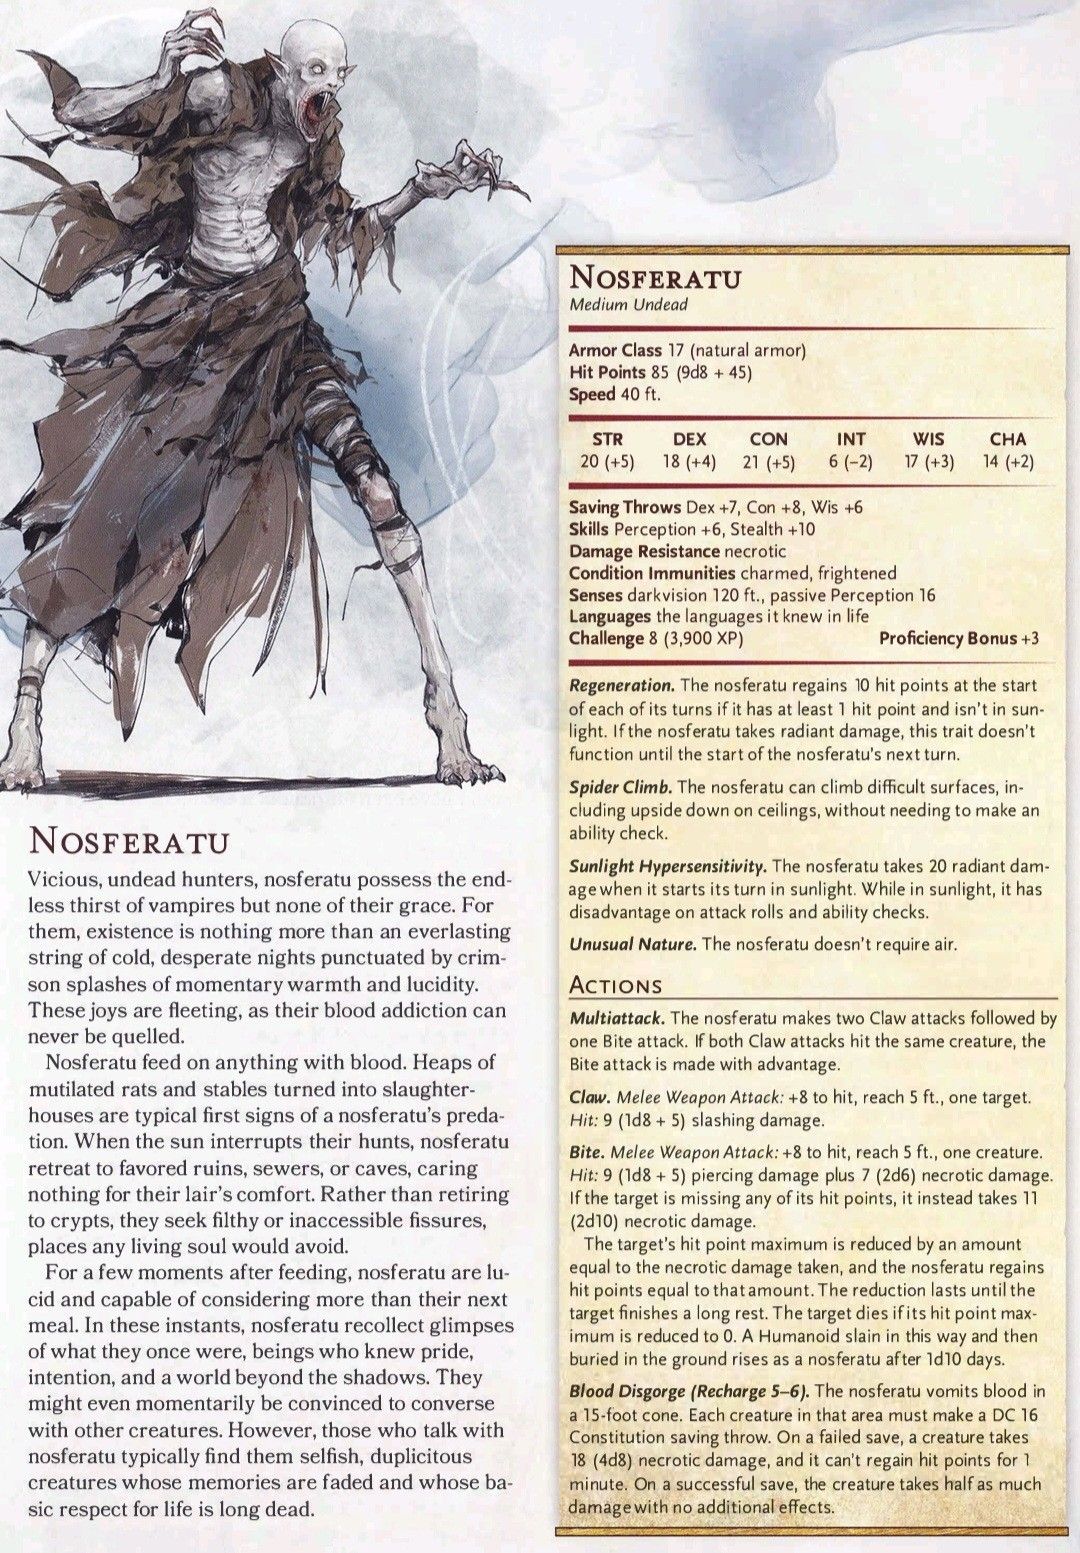 NOSFERATU
Vicious, undead hunters, nosferatu possess the end-
less thirst of vampires but none of their grace. For
them, existence is nothing more than an everlasting
string of cold, desperate nights punctuated by crim-
son splashes of momentary warmth and lucidity.
These joys are fleeting, as their blood addiction can
never be quelled.
Nosferatu feed on anything with blood. Heaps of
mutilated rats and stables turned into slaughter-
houses are typical first signs of a nosferatu's preda-
tion. When the sun interrupts their hunts, nosferatu
retreat to favored ruins, sewers, or caves, caring
nothing for their lair's comfort. Rather than retiring
to crypts, they seek filthy or inaccessible fissures,
places any living soul would avoid.
For a few moments after feeding, nosferatu are lu-
cid and capable of considering more than their next
meal. In these instants, nosferatu recollect glimpses
of what they once were, beings who knew pride,
intention, and a world beyond the shadows. They
might even momentarily be convinced to converse
with other creatures. However, those who talk with
nosferatu typically find them selfish, duplicitous
creatures whose memories are faded and whose ba-
sic respect for life is long dead.
NOSFERATU
Medium Undead
Armor Class 17 (natural armor)
Hit Points 85 (9d8 + 45)
Speed 40 ft.
STR DEX CON INT WIS CHA
20 (+5) 18 (+4) 21 (+5) 6 (−2) 17 (+3) 14 (+2)
Saving Throws Dex +7, Con +8, Wis +6
Skills Perception +6, Stealth +10
Damage Resistance necrotic
Condition Immunities charmed, frightened
Senses darkvision 120 ft., passive Perception 16
Languages the languages it knew in life
Challenge 8 (3,900 XP) Proficiency Bonus +3
Regeneration. The nosferatu regains 10 hit points at the start
of each of its turns if it has at least 1 hit point and isn't in sun-
light. If the nosferatu takes radiant damage, this trait doesn't
function until the start of the nosferatu's next turn.
Spider Climb. The nosferatu can climb difficult surfaces, in-
cluding upside down on ceilings, without needing to make an
ability check.
Sunlight Hypersensitivity. The nosferatu takes 20 radiant dam-
age when it starts its turn in sunlight. While in sunlight, it has
disadvantage on attack rolls and ability checks.
Unusual Nature. The nosferatu doesn't require air.
ACTIONS
Multiattack. The nosferatu makes two Claw attacks followed by
one Bite attack. If both Claw attacks hit the same creature, the
Bite attack is made with advantage.
Claw. Melee Weapon Attack: +8 to hit, reach 5 ft., one target.
Hit: 9 (1d8 + 5) slashing damage.
Bite. Melee Weapon Attack: +8 to hit, reach 5 ft., one creature.
Hit: 9 (1d8 + 5) piercing damage plus 7 (2d6) necrotic damage.
If the target is missing any of its hit points, it instead takes 11
(2d10) necrotic damage.
The target's hit point maximum is reduced by an amount
equal to the necrotic damage taken, and the nosferatu regains
hit points equal to that amount. The reduction lasts until the
target finishes a long rest. The target dies if its hit point max-
imum is reduced to 0. A Humanoid slain in this way and then
buried in the ground rises as a nosferatu after 1d10 days.
Blood Disgorge (Recharge 5–6). The nosferatu vomits blood in
a 15-foot cone. Each creature in that area must make a DC 16
Constitution saving throw. On a failed save, a creature takes
18 (4d8) necrotic damage, and it can't regain hit points for 1
minute. On a successful save, the creature takes half as much
damage with no additional effects.